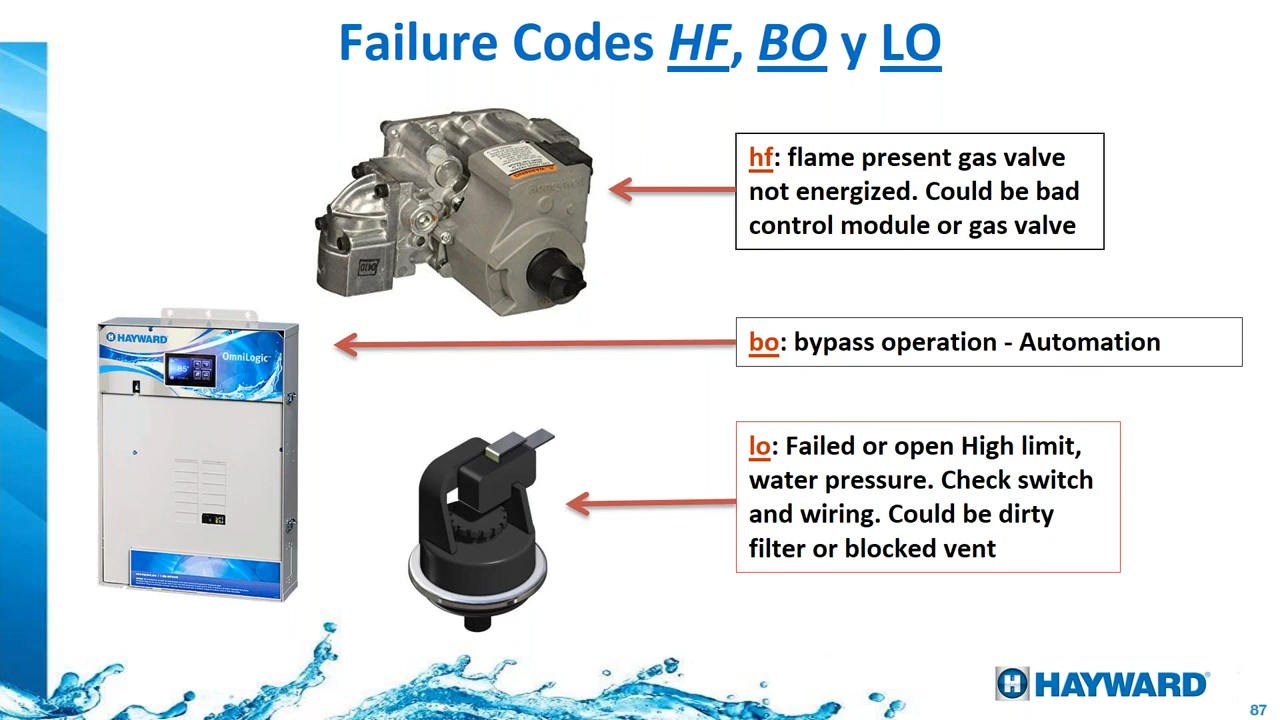 Failure Codes HF, BO y LO
hf: flame present gas valve
not energized. Could be bad
control module or gas valve
HAYWARD
OmniLogic
85°
bo: bypass operation - Automation
lo: Failed or open High limit,
water pressure. Check switch
and wiring. Could be dirty
filter or blocked vent
HAYWARD®
87